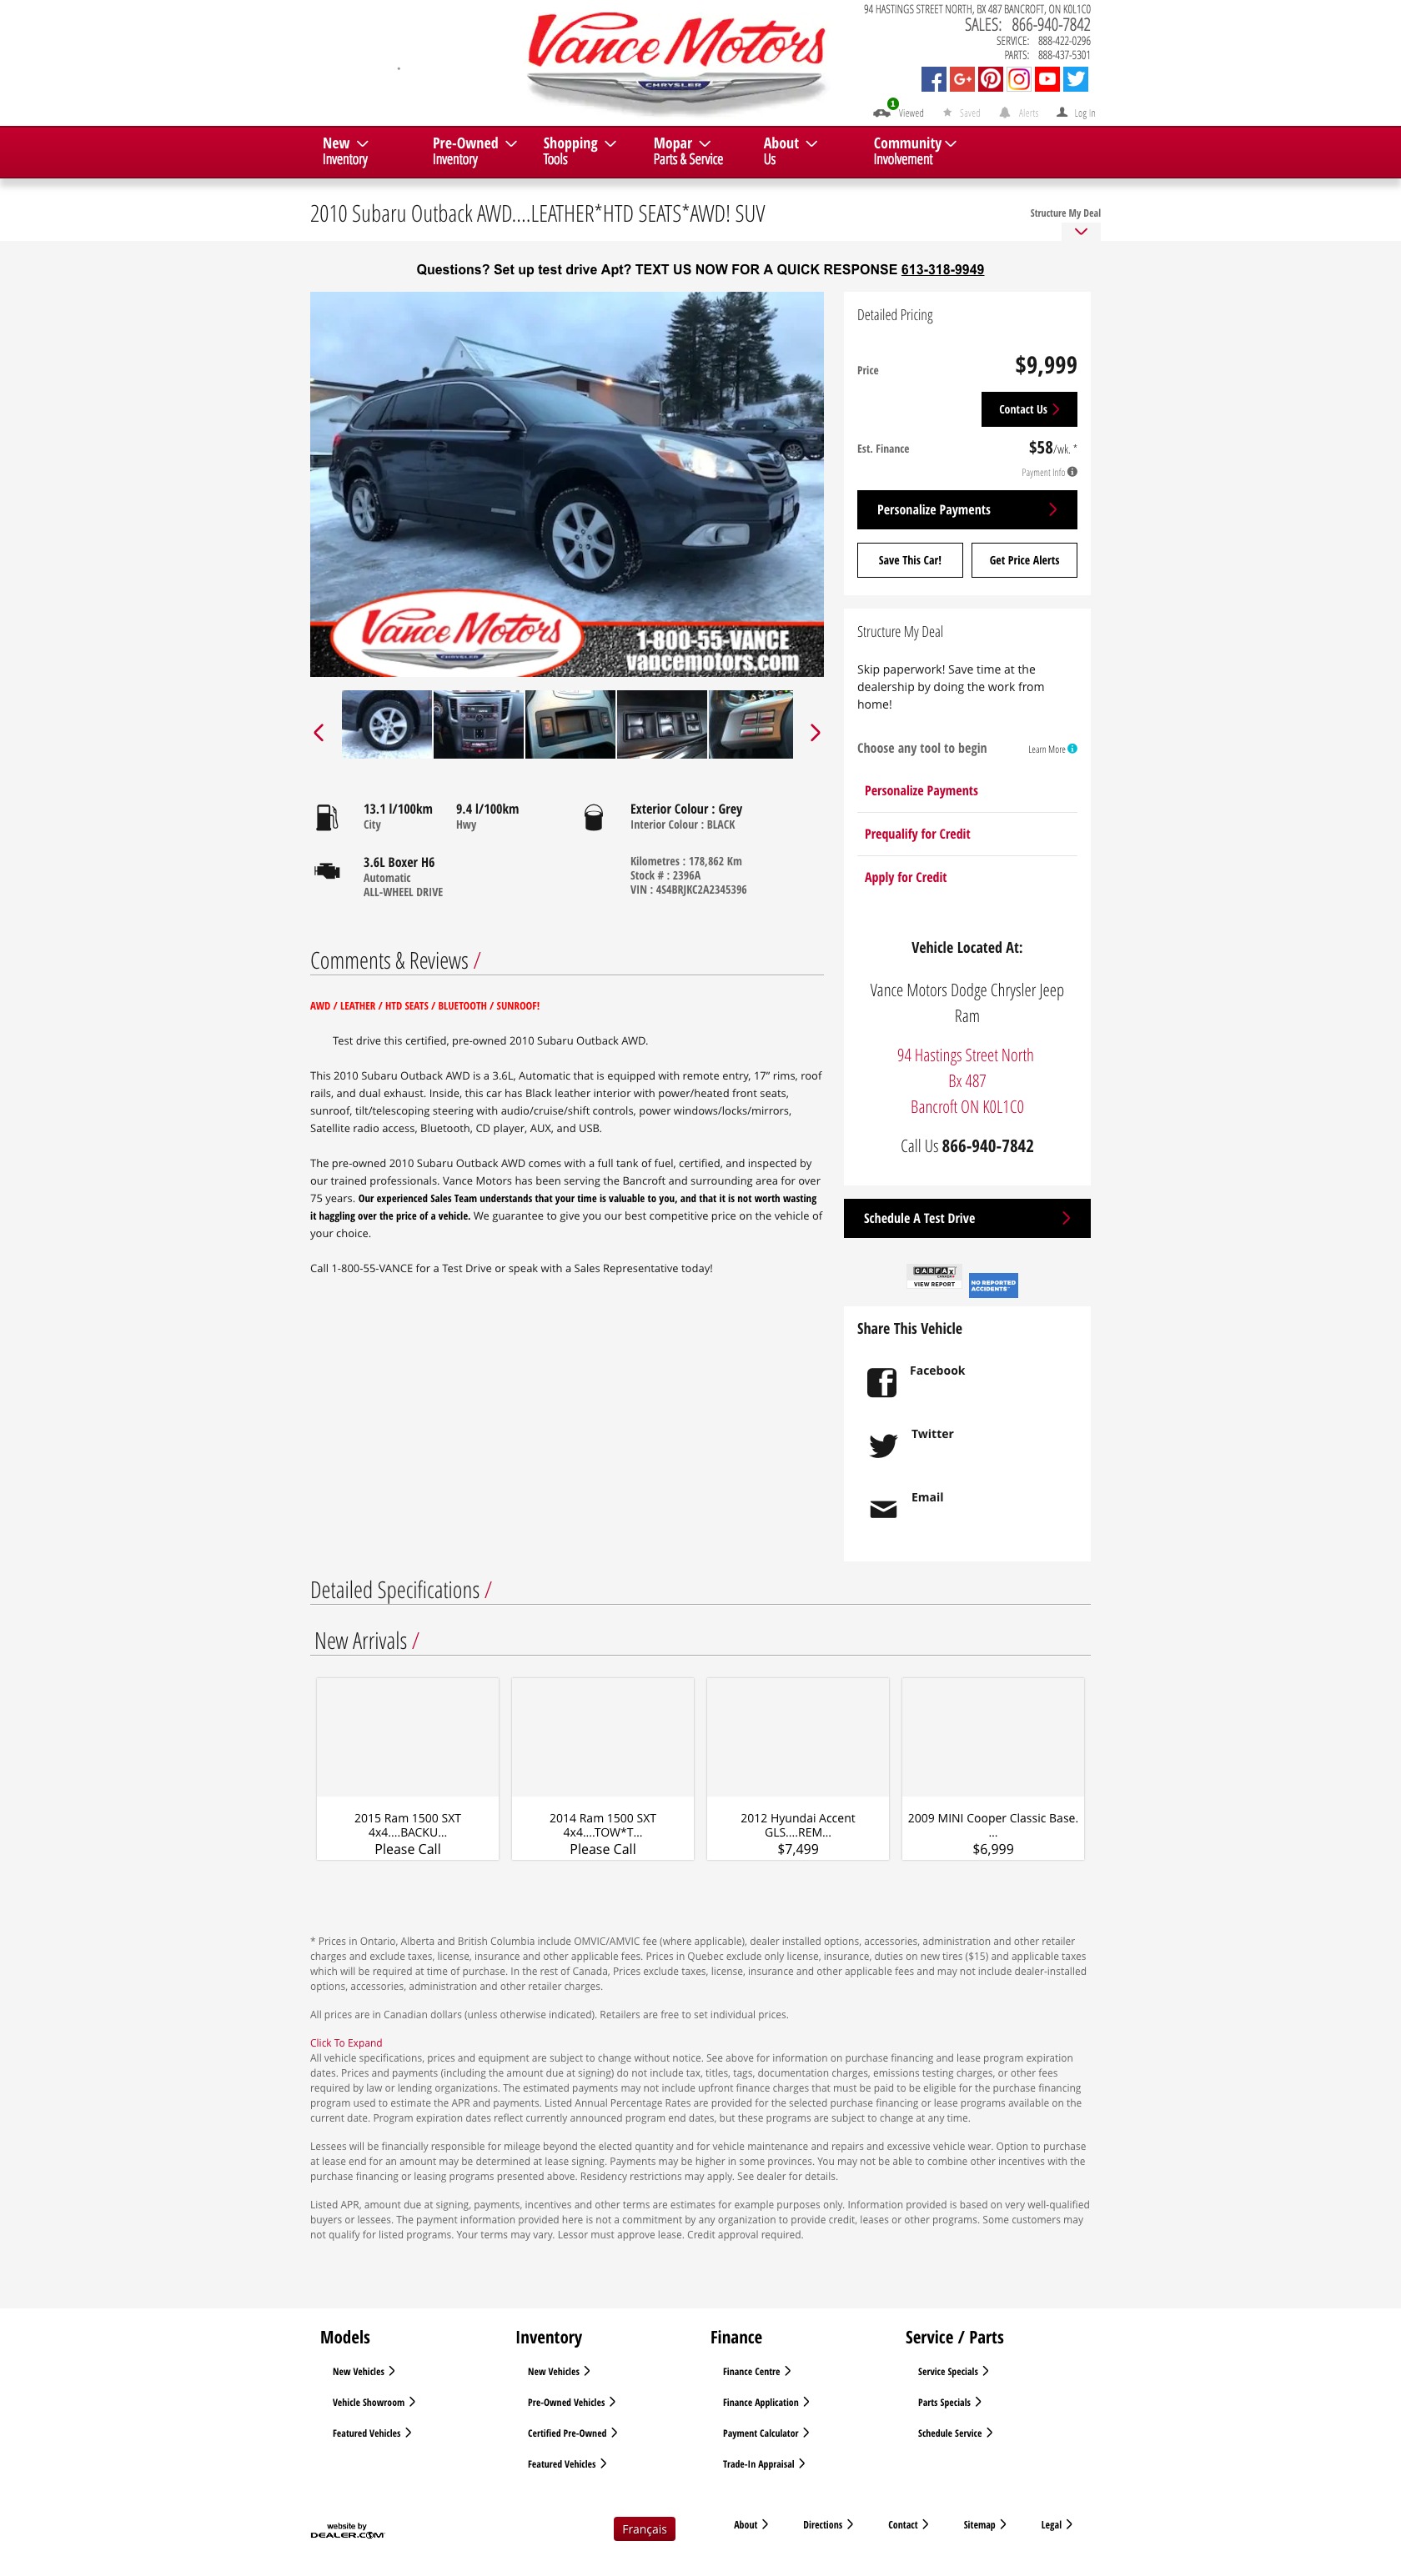 94 HASTINGS STREET NORTH, BX 487 BANCROFT, ON K0L1C0
SALES: 866-940-7842
SERVICE: 888-422-0296
PARTS: 888-437-5301
Vance Motors
CHRYSLER
1
Viewed
Saved
Alerts
Log In
New
Inventory
Pre-Owned
Inventory
Shopping
Tools
Mopar
Parts & Service
About
Us
Community
Involvement
2010 Subaru Outback AWD....LEATHER*HTD SEATS*AWD! SUV
Structure My Deal
Questions? Set up test drive Apt? TEXT US NOW FOR A QUICK RESPONSE 613-318-9949
Vance Motors
CHRYSLER
1-800-55-VANCE
vancemotors.com
13.1 l/100km
City
9.4 l/100km
Hwy
Exterior Colour : Grey
Interior Colour : BLACK
3.6L Boxer H6
Automatic
ALL-WHEEL DRIVE
Kilometres : 178,862 Km
Stock # : 2396A
VIN : 4S4BRJKC2A2345396
Comments & Reviews /
AWD / LEATHER / HTD SEATS / BLUETOOTH / SUNROOF!
Test drive this certified, pre-owned 2010 Subaru Outback AWD.
This 2010 Subaru Outback AWD is a 3.6L, Automatic that is equipped with remote entry, 17” rims, roof
rails, and dual exhaust. Inside, this car has Black leather interior with power/heated front seats,
sunroof, tilt/telescoping steering with audio/cruise/shift controls, power windows/locks/mirrors,
Satellite radio access, Bluetooth, CD player, AUX, and USB.
The pre-owned 2010 Subaru Outback AWD comes with a full tank of fuel, certified, and inspected by
our trained professionals. Vance Motors has been serving the Bancroft and surrounding area for over
75 years. Our experienced Sales Team understands that your time is valuable to you, and that it is not worth wasting
it haggling over the price of a vehicle. We guarantee to give you our best competitive price on the vehicle of
your choice.
Call 1-800-55-VANCE for a Test Drive or speak with a Sales Representative today!
Detailed Pricing
Price
$9,999
Contact Us
Est. Finance
$58/wk. *
Payment Info
Personalize Payments
Save This Car!
Get Price Alerts
Structure My Deal
Skip paperwork! Save time at the
dealership by doing the work from
home!
Choose any tool to begin
Learn More
Personalize Payments
Prequalify for Credit
Apply for Credit
Vehicle Located At:
Vance Motors Dodge Chrysler Jeep
Ram
94 Hastings Street North
Bx 487
Bancroft ON K0L1C0
Call Us 866-940-7842
Schedule A Test Drive
CARFAX
CANADA
VIEW REPORT
NO REPORTED
ACCIDENTS
Share This Vehicle
Facebook
Twitter
Email
Detailed Specifications /
New Arrivals /
2015 Ram 1500 SXT
4x4....BACKU...
Please Call
2014 Ram 1500 SXT
4x4....TOW*T...
Please Call
2012 Hyundai Accent
GLS....REM...
$7,499
2009 MINI Cooper Classic Base.
...
$6,999
* Prices in Ontario, Alberta and British Columbia include OMVIC/AMVIC fee (where applicable), dealer installed options, accessories, administration and other retailer
charges and exclude taxes, license, insurance and other applicable fees. Prices in Quebec exclude only license, insurance, duties on new tires ($15) and applicable taxes
which will be required at time of purchase. In the rest of Canada, Prices exclude taxes, license, insurance and other applicable fees and may not include dealer-installed
options, accessories, administration and other retailer charges.
All prices are in Canadian dollars (unless otherwise indicated). Retailers are free to set individual prices.
Click To Expand
All vehicle specifications, prices and equipment are subject to change without notice. See above for information on purchase financing and lease program expiration
dates. Prices and payments (including the amount due at signing) do not include tax, titles, tags, documentation charges, emissions testing charges, or other fees
required by law or lending organizations. The estimated payments may not include upfront finance charges that must be paid to be eligible for the purchase financing
program used to estimate the APR and payments. Listed Annual Percentage Rates are provided for the selected purchase financing or lease programs available on the
current date. Program expiration dates reflect currently announced program end dates, but these programs are subject to change at any time.
Lessees will be financially responsible for mileage beyond the elected quantity and for vehicle maintenance and repairs and excessive vehicle wear. Option to purchase
at lease end for an amount may be determined at lease signing. Payments may be higher in some provinces. You may not be able to combine other incentives with the
purchase financing or leasing programs presented above. Residency restrictions may apply. See dealer for details.
Listed APR, amount due at signing, payments, incentives and other terms are estimates for example purposes only. Information provided is based on very well-qualified
buyers or lessees. The payment information provided here is not a commitment by any organization to provide credit, leases or other programs. Some customers may
not qualify for listed programs. Your terms may vary. Lessor must approve lease. Credit approval required.
Models
New Vehicles
Vehicle Showroom
Featured Vehicles
Inventory
New Vehicles
Pre-Owned Vehicles
Certified Pre-Owned
Featured Vehicles
Finance
Finance Centre
Finance Application
Payment Calculator
Trade-In Appraisal
Service / Parts
Service Specials
Parts Specials
Schedule Service
website by
DEALER.COM
Français
About
Directions
Contact
Sitemap
Legal